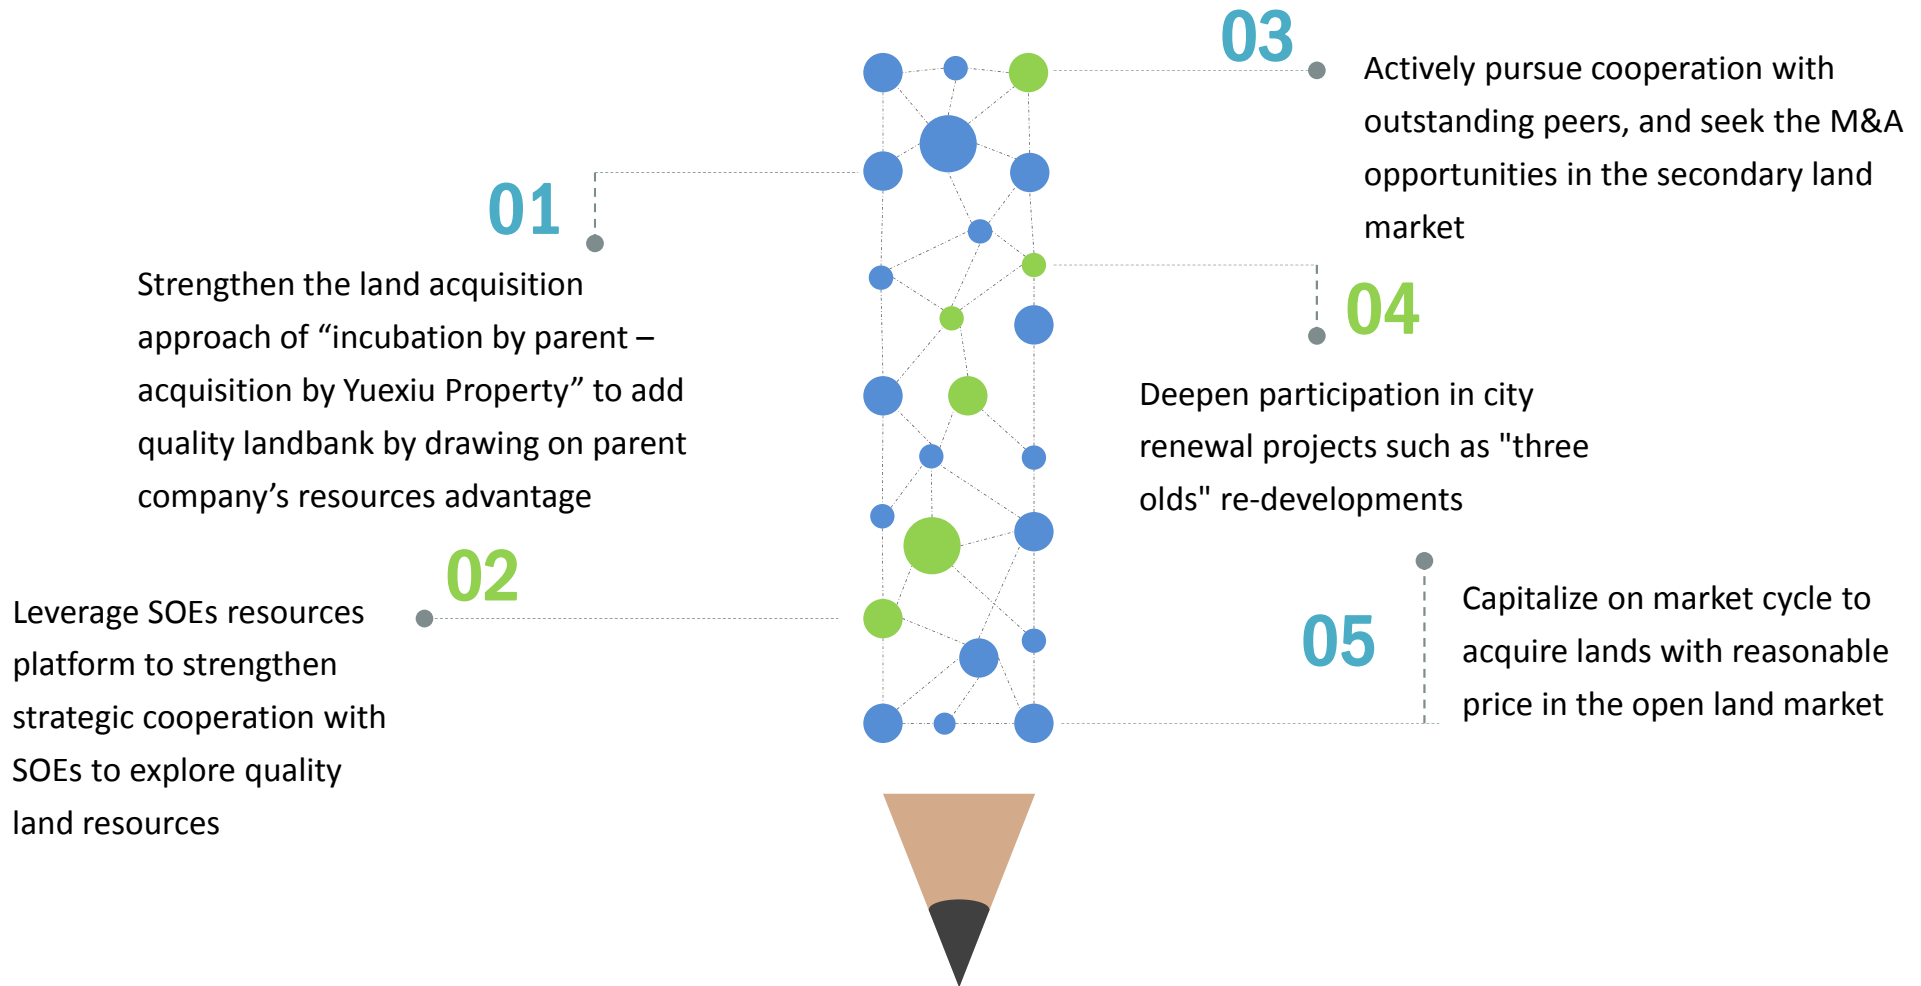 01
Strengthen the land acquisition
approach of “incubation by parent –
acquisition by Yuexiu Property” to add
quality landbank by drawing on parent
company’s resources advantage
02
Leverage SOEs resources
platform to strengthen
strategic cooperation with
SOEs to explore quality
land resources
03
Actively pursue cooperation with
outstanding peers, and seek the M&A
opportunities in the secondary land
market
04
Deepen participation in city
renewal projects such as "three
olds" re-developments
05
Capitalize on market cycle to
acquire lands with reasonable
price in the open land market